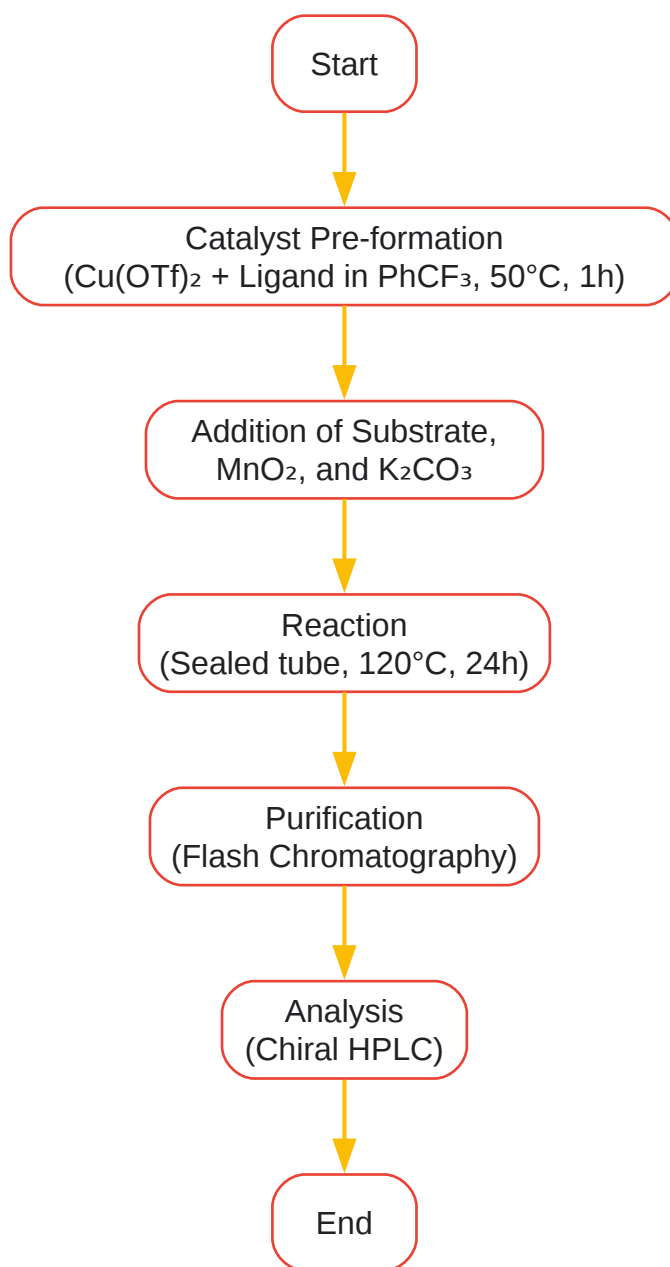 Start
Catalyst Pre-formation
(Cu(OTf)₂ + Ligand in PhCF₃, 50°C, 1h)
Addition of Substrate,
MnO₂, and K₂CO₃
Reaction
(Sealed tube, 120°C, 24h)
Purification
(Flash Chromatography)
Analysis
(Chiral HPLC)
End